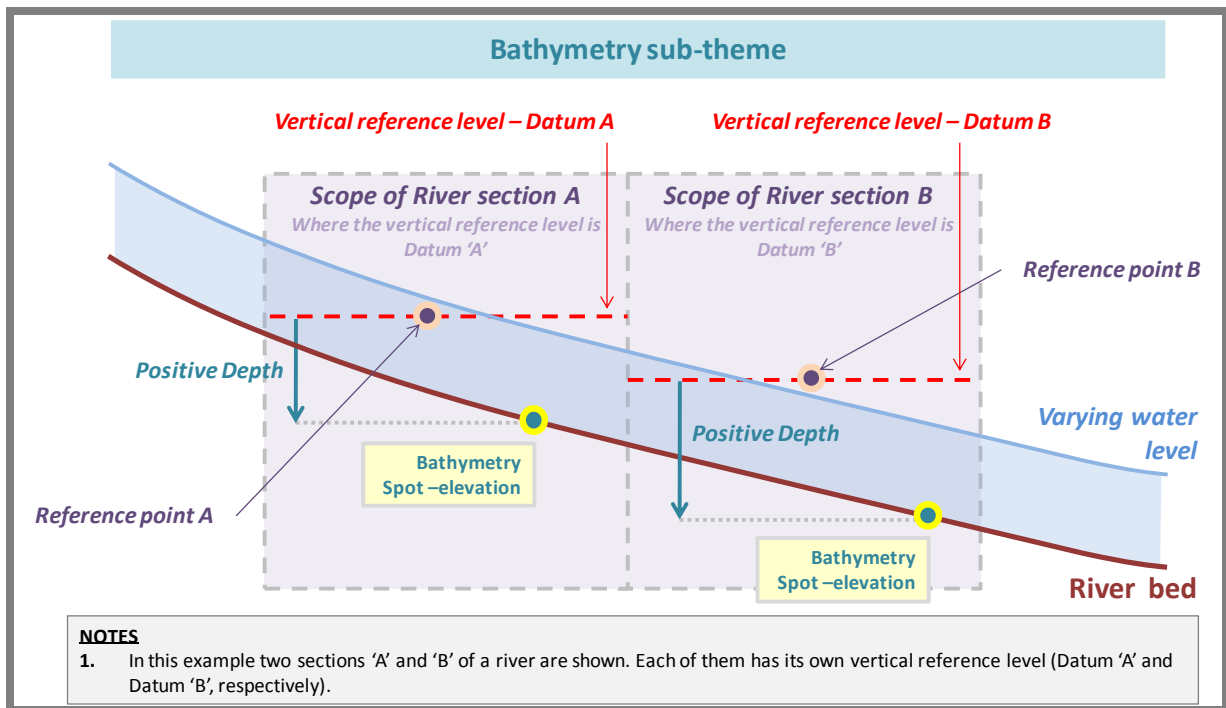 Bathymetry sub-theme
Vertical reference level – Datum A
Vertical reference level – Datum B
Scope of River section A
Where the vertical reference level is
Datum ‘A’
Scope of River section B
Where the vertical reference level is
Datum ‘B’
Reference point B
Positive Depth
Positive Depth
Varying water
level
Bathymetry
Spot –elevation
Reference point A
Bathymetry
Spot –elevation
River bed
NOTES
1. In this example two sections ‘A’ and ‘B’ of a river are shown. Each of them has its own vertical reference level (Datum ‘A’ and
Datum ‘B’, respectively).